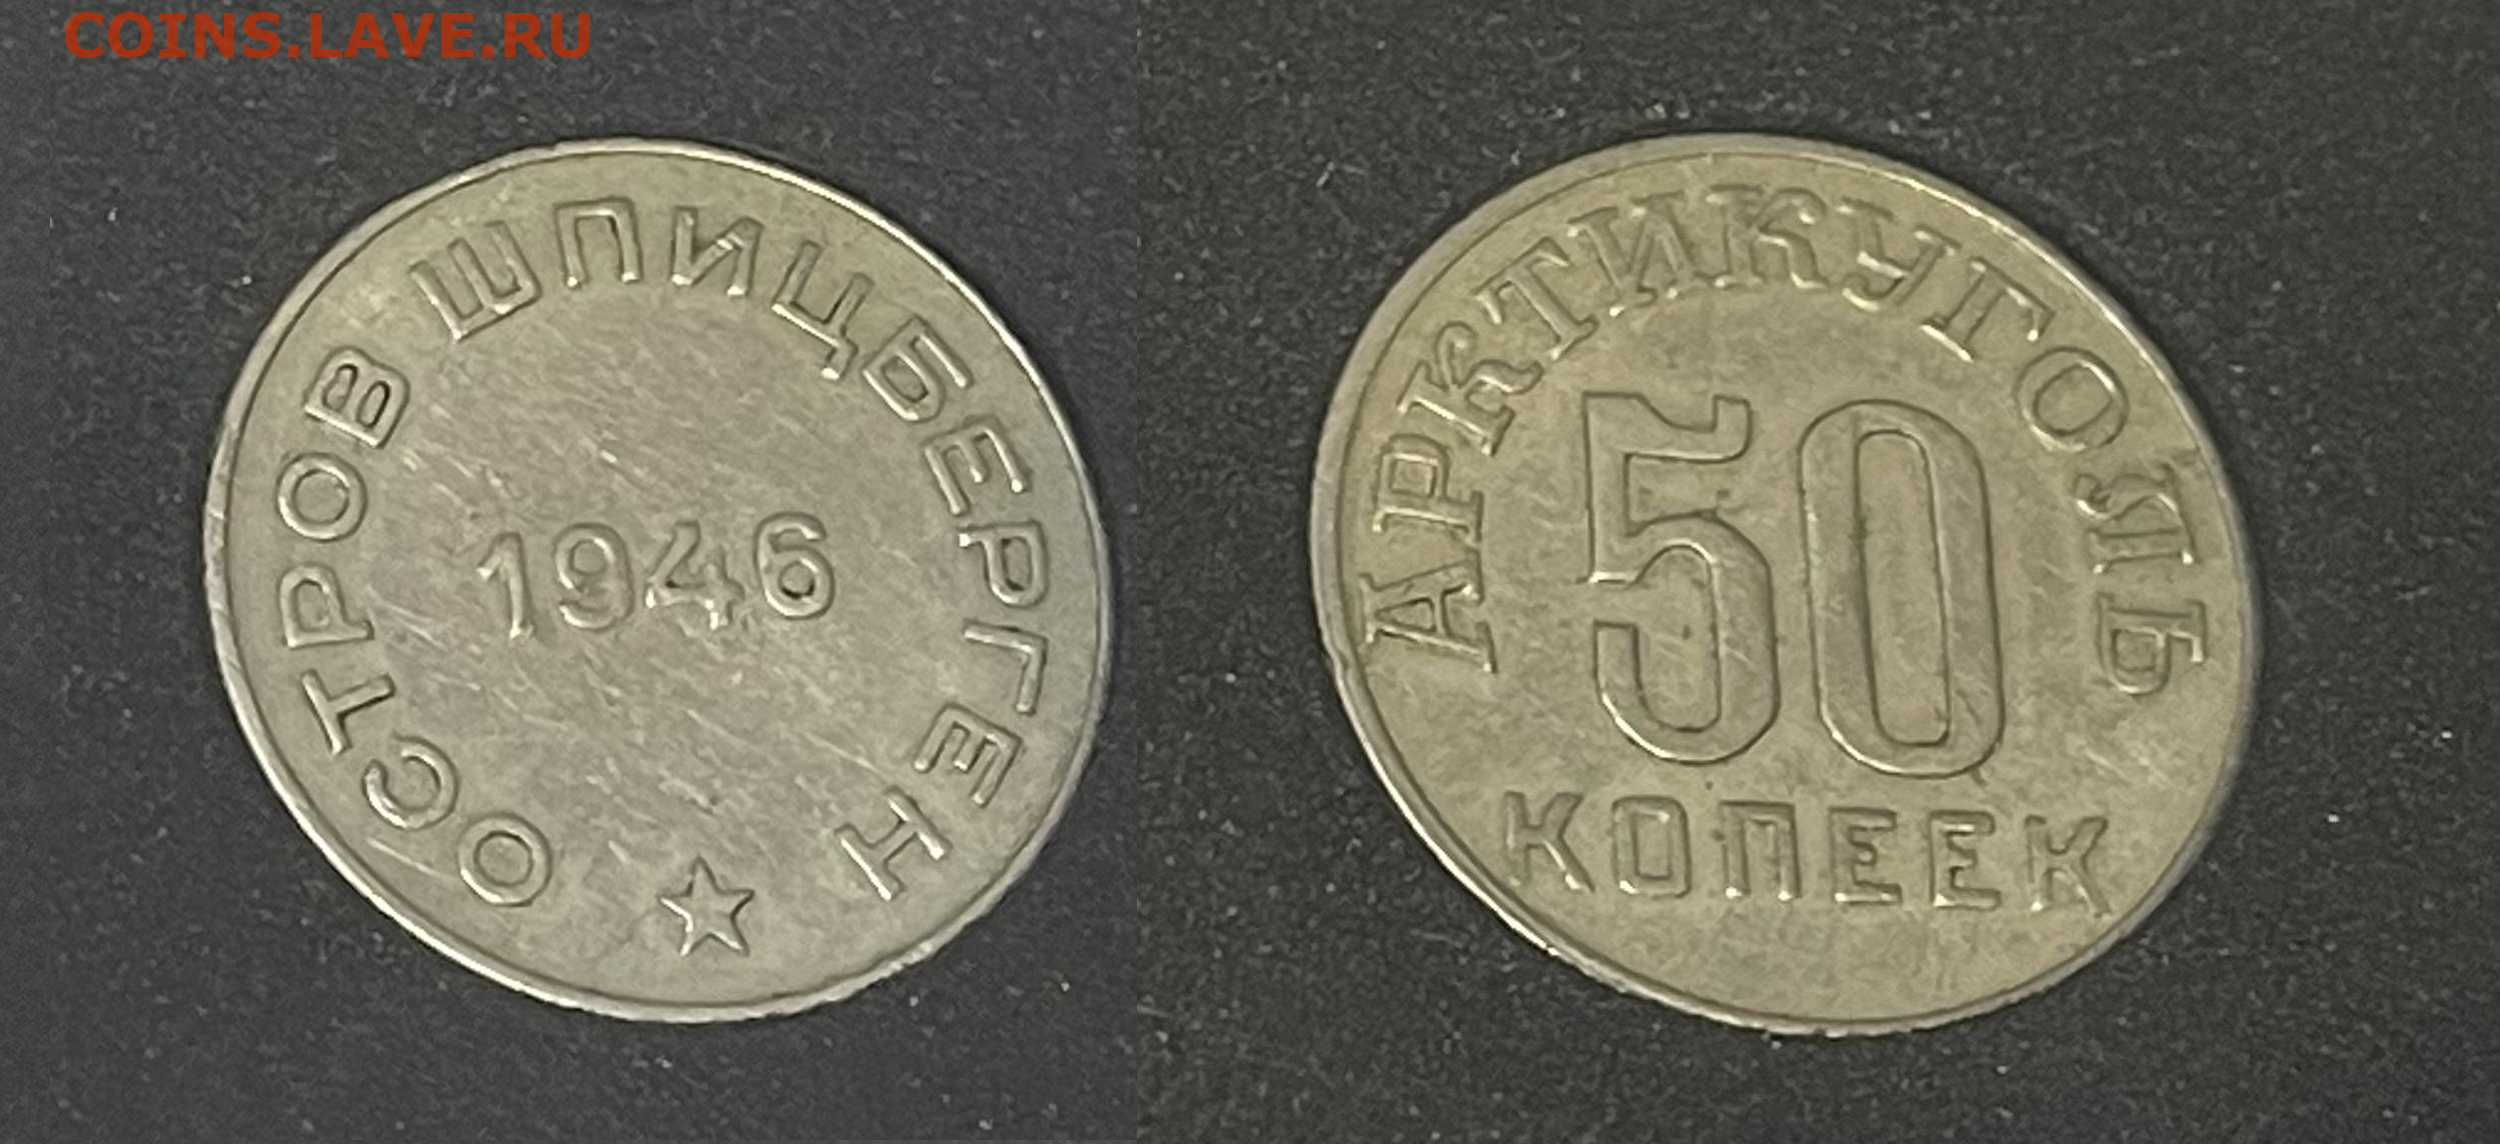 COINS.LAVE.RU
ОСТРОВ ШПИЦБЕРГЕН
1946
АРКТИКУГОЛЬ
50
КОПЕЕК